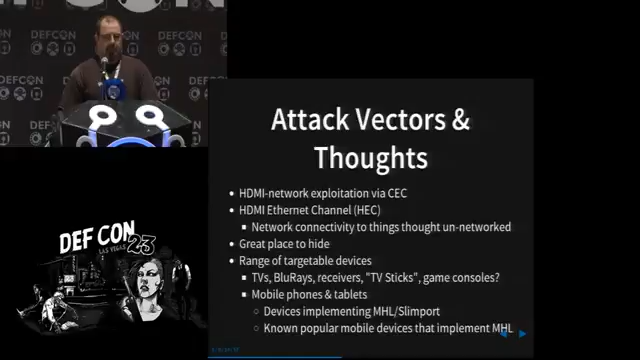 DEFCON
DEFCON
DEF CON
LAS VEGAS 23
Attack Vectors &
Thoughts
HDMI-network exploitation via CEC
HDMI Ethernet Channel (HEC)
Network connectivity to things thought un-networked
Great place to hide
Range of targetable devices
TVs, BluRays, receivers, "TV Sticks", game consoles?
Mobile phones & tablets
Devices implementing MHL/Slimport
Known popular mobile devices that implement MHL